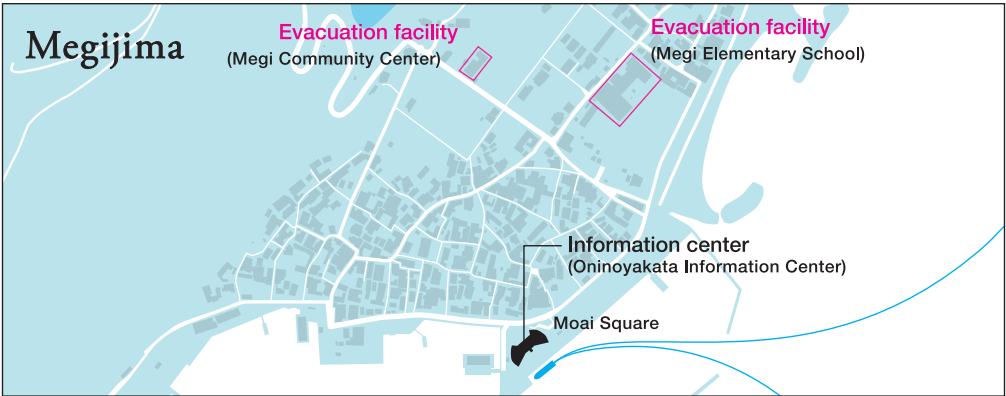 Megijima
Evacuation facility
(Megi Community Center)
Evacuation facility
(Megi Elementary School)
Information center
(Oninoyakata Information Center)
Moai Square